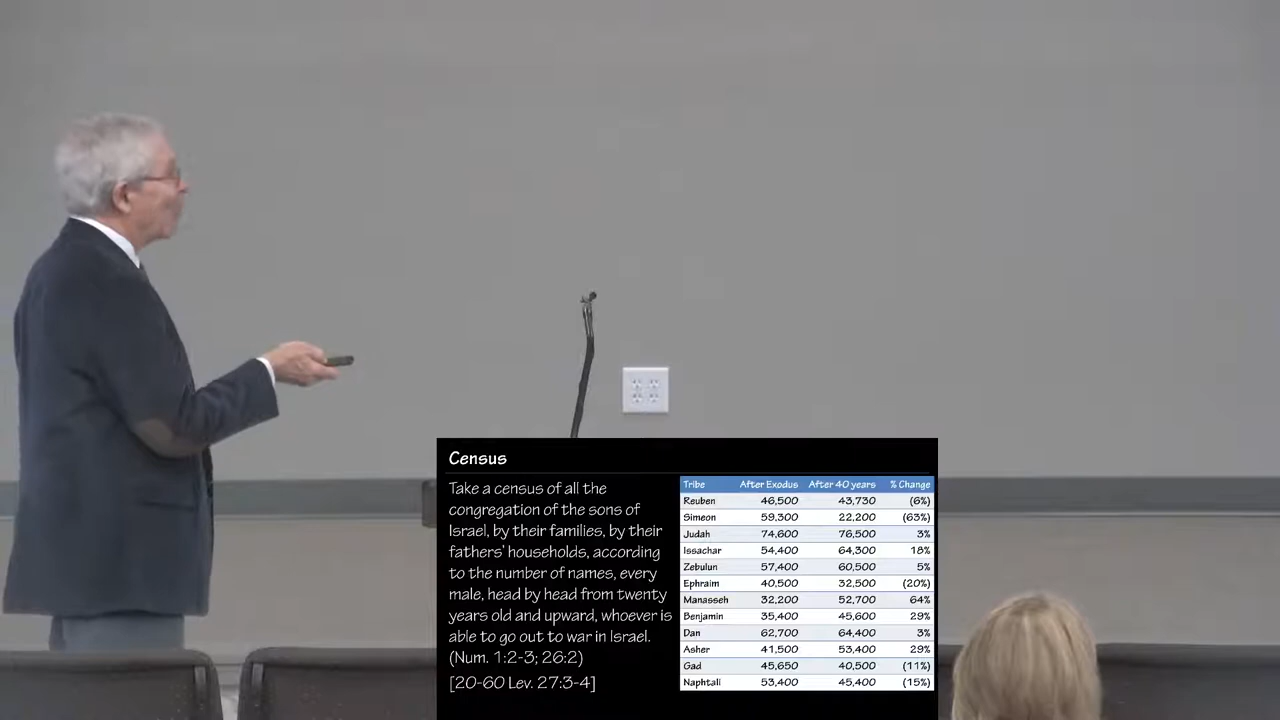 Census
Take a census of all the
congregation of the sons of
Israel, by their families, by their
fathers' households, according
to the number of names, every
male, head by head from twenty
years old and upward, whoever is
able to go out to war in Israel.
(Num. 1:2-3; 26:2)
[20-60 Lev. 27:3-4]
Tribe After Exodus After 40 years % Change
Reuben 46,500 43,730 (6%)
Simeon 59,300 22,200 (63%)
Judah 74,600 76,500 3%
Issachar 54,400 64,300 18%
Zebulun 57,400 60,500 5%
Ephraim 40,500 32,500 (20%)
Manasseh 32,200 52,700 64%
Benjamin 35,400 45,600 29%
Dan 62,700 64,400 3%
Asher 41,500 53,400 29%
Gad 45,650 40,500 (11%)
Naphtali 53,400 45,400 (15%)